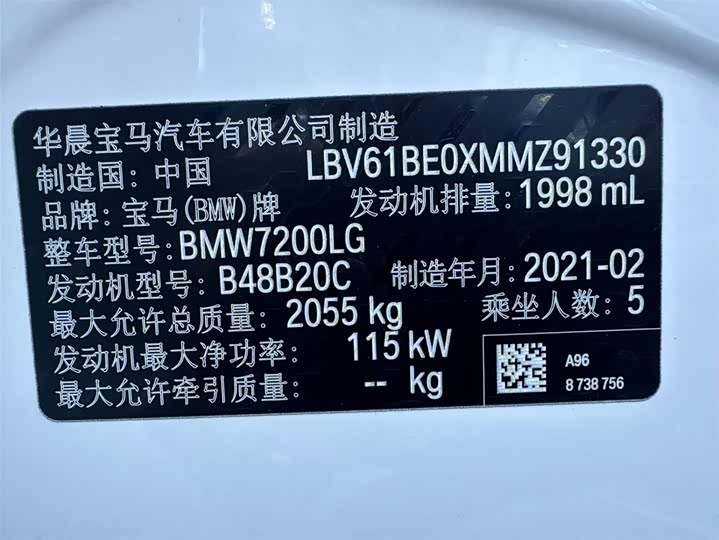 华晨宝马汽车有限公司制造
制造国: 中国 LBV61BE0XMMZ91330
品牌: 宝马(BMW)牌 发动机排量: 1998 mL
整车型号: BMW7200LG
发动机型号: B48B20C 制造年月: 2021-02
最大允许总质量: 2055 kg 乘坐人数: 5
发动机最大净功率: 115 kW
最大允许牵引质量: -- kg
A96
8 738 756